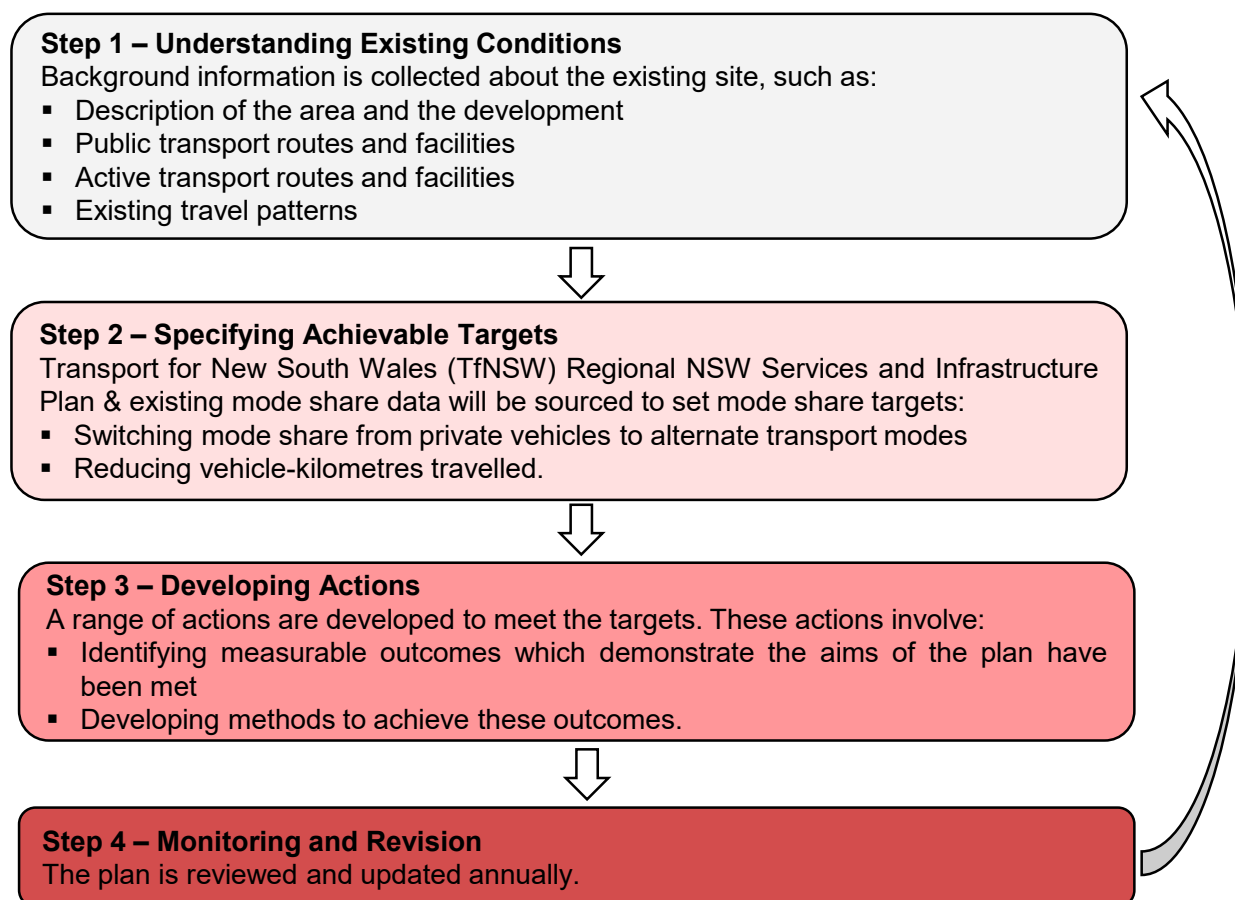 Step 1 – Understanding Existing Conditions
Background information is collected about the existing site, such as:
▪ Description of the area and the development
▪ Public transport routes and facilities
▪ Active transport routes and facilities
▪ Existing travel patterns
Step 2 – Specifying Achievable Targets
Transport for New South Wales (TfNSW) Regional NSW Services and Infrastructure
Plan & existing mode share data will be sourced to set mode share targets:
▪ Switching mode share from private vehicles to alternate transport modes
▪ Reducing vehicle-kilometres travelled.
Step 3 – Developing Actions
A range of actions are developed to meet the targets. These actions involve:
▪ Identifying measurable outcomes which demonstrate the aims of the plan have
been met
▪ Developing methods to achieve these outcomes.
Step 4 – Monitoring and Revision
The plan is reviewed and updated annually.